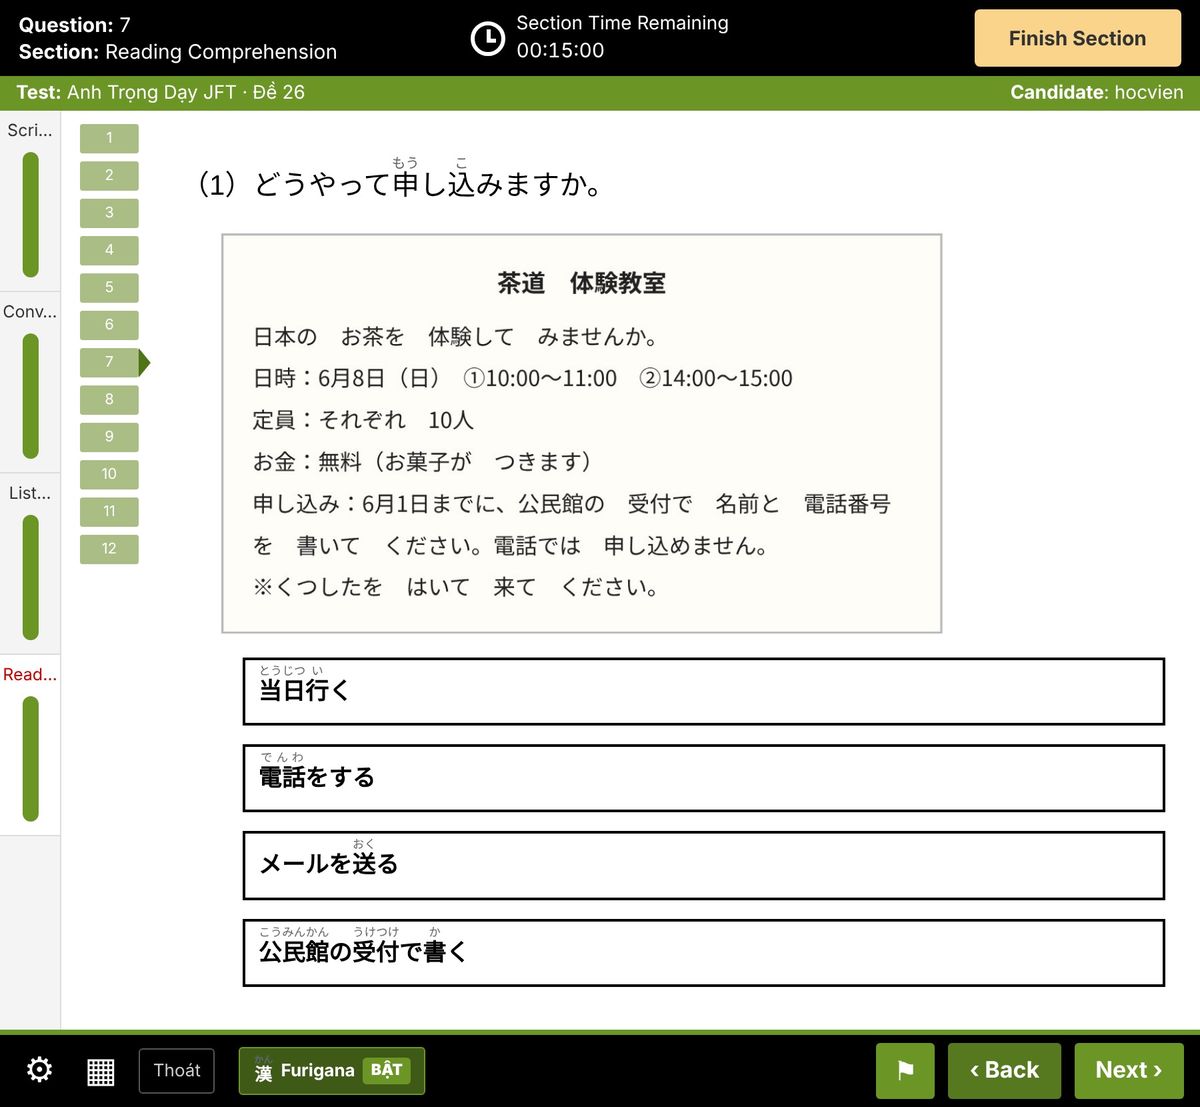 Question: 7
Section: Reading Comprehension
Section Time Remaining
00:15:00
Finish Section
Test: Anh Trọng Dạy JFT · Đề 26
Candidate: hocvien
Scri...
Conv...
List...
Read...
1
2
3
4
5
6
7
8
9
10
11
12
もう こ
（1）どうやって申し込みますか。
茶道　体験教室
日本の　お茶を　体験して　みませんか。
日時：6月8日（日）　①10:00〜11:00　②14:00〜15:00
定員：それぞれ　10人
お金：無料（お菓子が　つきます）
申し込み：6月1日までに、公民館の　受付で　名前と　電話番号
を　書いて　ください。電話では　申し込めません。
※くつしたを　はいて　来て　ください。
とうじつ い
当日行く
でんわ
電話をする
おく
メールを送る
こうみんかん うけつけ か
公民館の受付で書く
Thoát
かん
漢 Furigana BẬT
‹ Back
Next ›